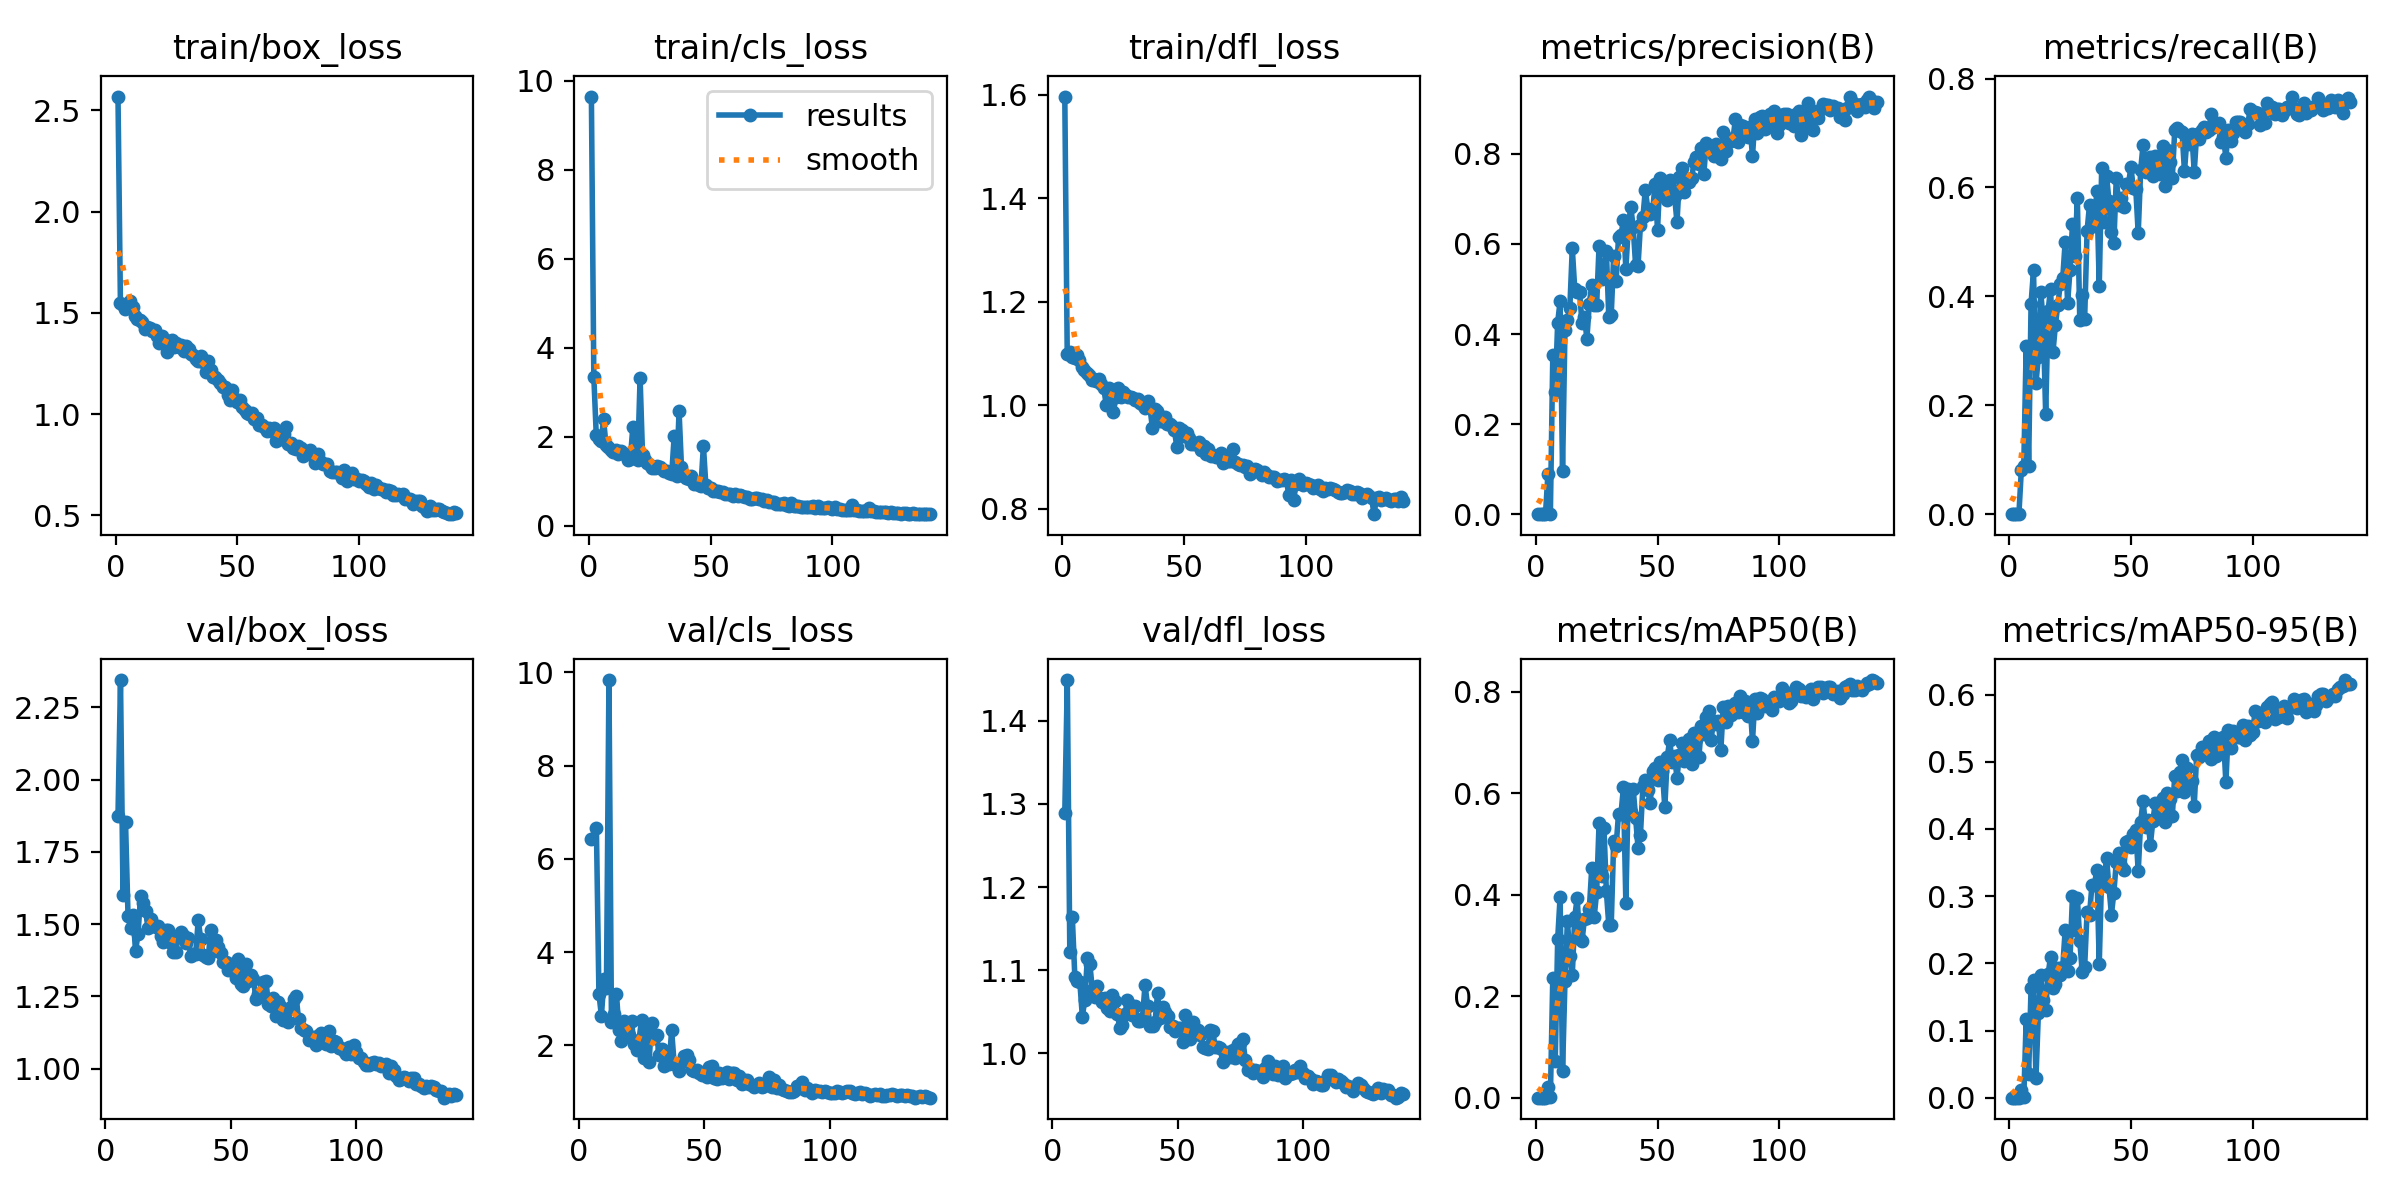 train/box_loss
2.5
2.0
1.5
1.0
0.5
0 50 100
train/cls_loss
results
smooth
10
8
6
4
2
0
0 50 100
train/dfl_loss
1.6
1.4
1.2
1.0
0.8
0 50 100
metrics/precision(B)
0.8
0.6
0.4
0.2
0.0
0 50 100
metrics/recall(B)
0.8
0.6
0.4
0.2
0.0
0 50 100
val/box_loss
2.25
2.00
1.75
1.50
1.25
1.00
0 50 100
val/cls_loss
10
8
6
4
2
0 50 100
val/dfl_loss
1.4
1.3
1.2
1.1
1.0
0 50 100
metrics/mAP50(B)
0.8
0.6
0.4
0.2
0.0
0 50 100
metrics/mAP50-95(B)
0.6
0.5
0.4
0.3
0.2
0.1
0.0
0 50 100